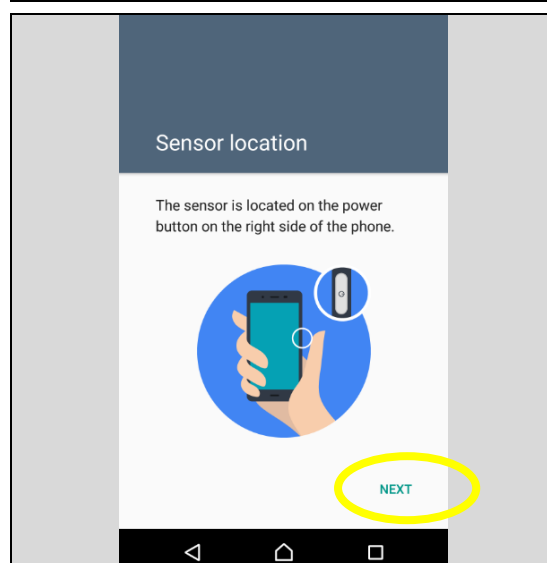 Sensor location
The sensor is located on the power
button on the right side of the phone.
NEXT